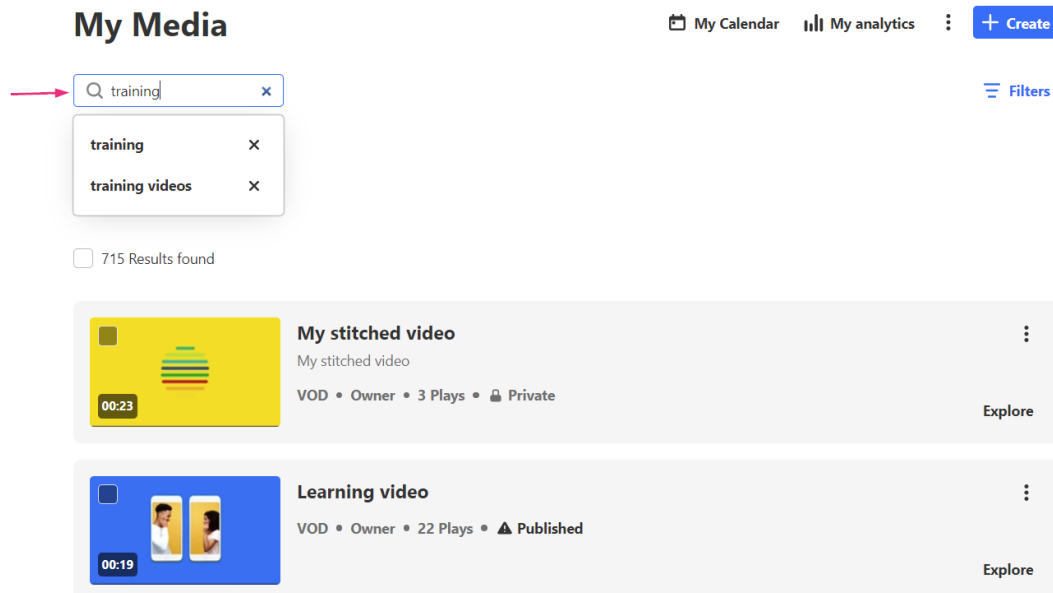 My Media
My Calendar My analytics Create
training
Filters
training
training videos
715 Results found
My stitched video
My stitched video
00:23
VOD • Owner • 3 Plays • Private
Explore
Learning video
VOD • Owner • 22 Plays • Published
00:19
Explore